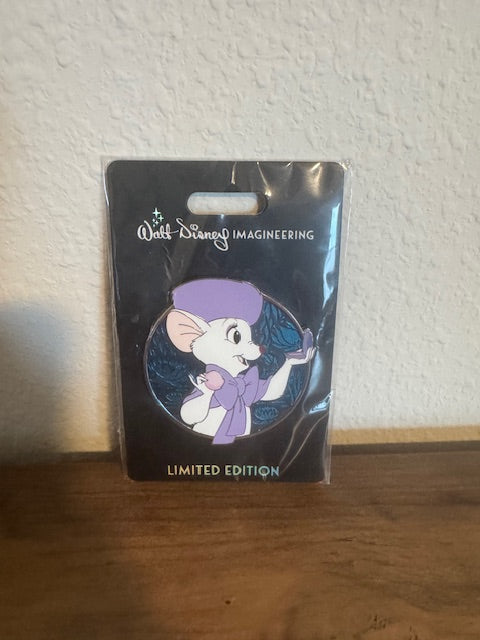 Walt Disney IMAGINEERING
LIMITED EDITION